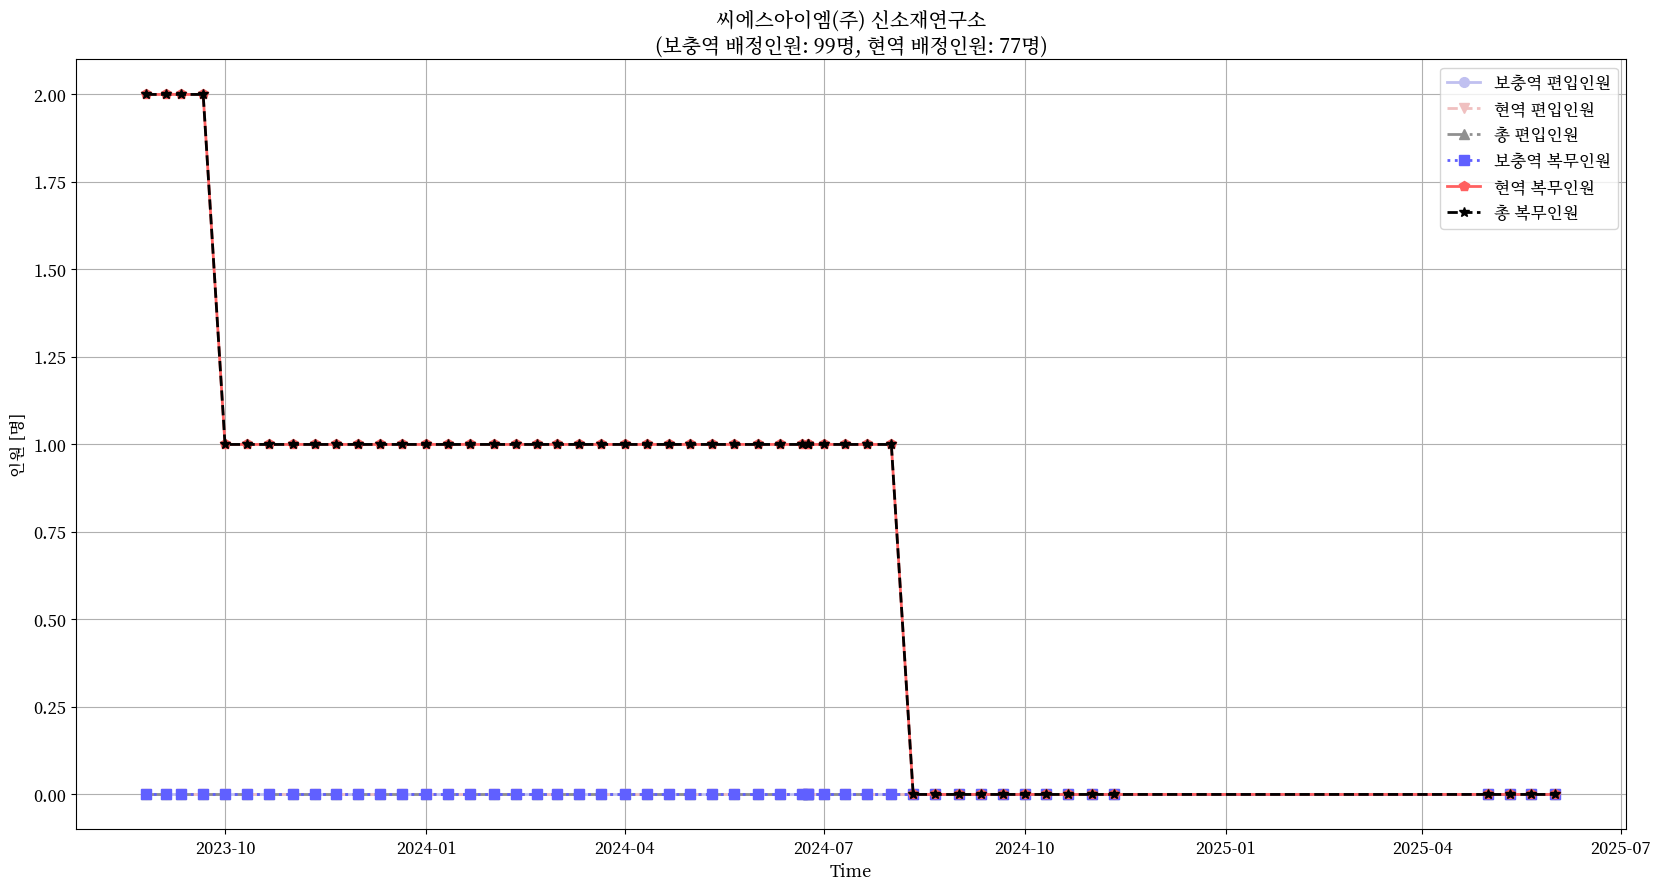 씨에스아이엠(주) 신소재연구소
(보충역 배정인원: 99명, 현역 배정인원: 77명)
보충역 편입인원
현역 편입인원
총 편입인원
보충역 복무인원
현역 복무인원
총 복무인원
인원 [명]
2.00
1.75
1.50
1.25
1.00
0.75
0.50
0.25
0.00
2023-10
2024-01
2024-04
2024-07
2024-10
2025-01
2025-04
2025-07
Time